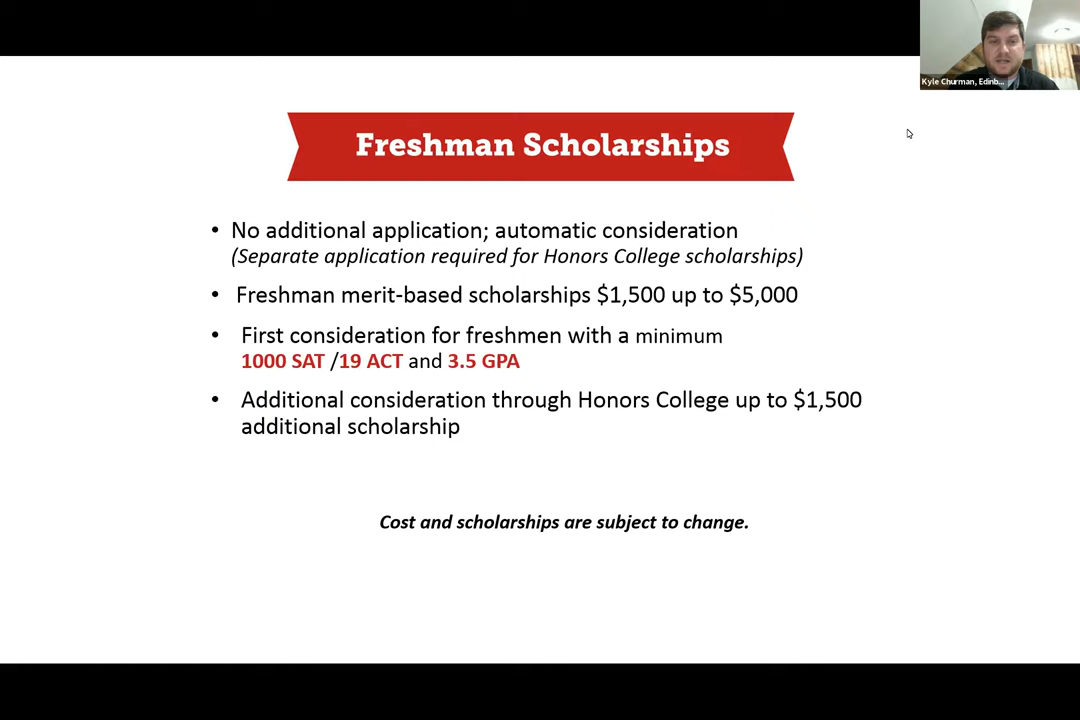 Kyle Churman, Edinb...
Freshman Scholarships
• No additional application; automatic consideration
(Separate application required for Honors College scholarships)
• Freshman merit-based scholarships $1,500 up to $5,000
• First consideration for freshmen with a minimum
1000 SAT /19 ACT and 3.5 GPA
• Additional consideration through Honors College up to $1,500
additional scholarship
Cost and scholarships are subject to change.